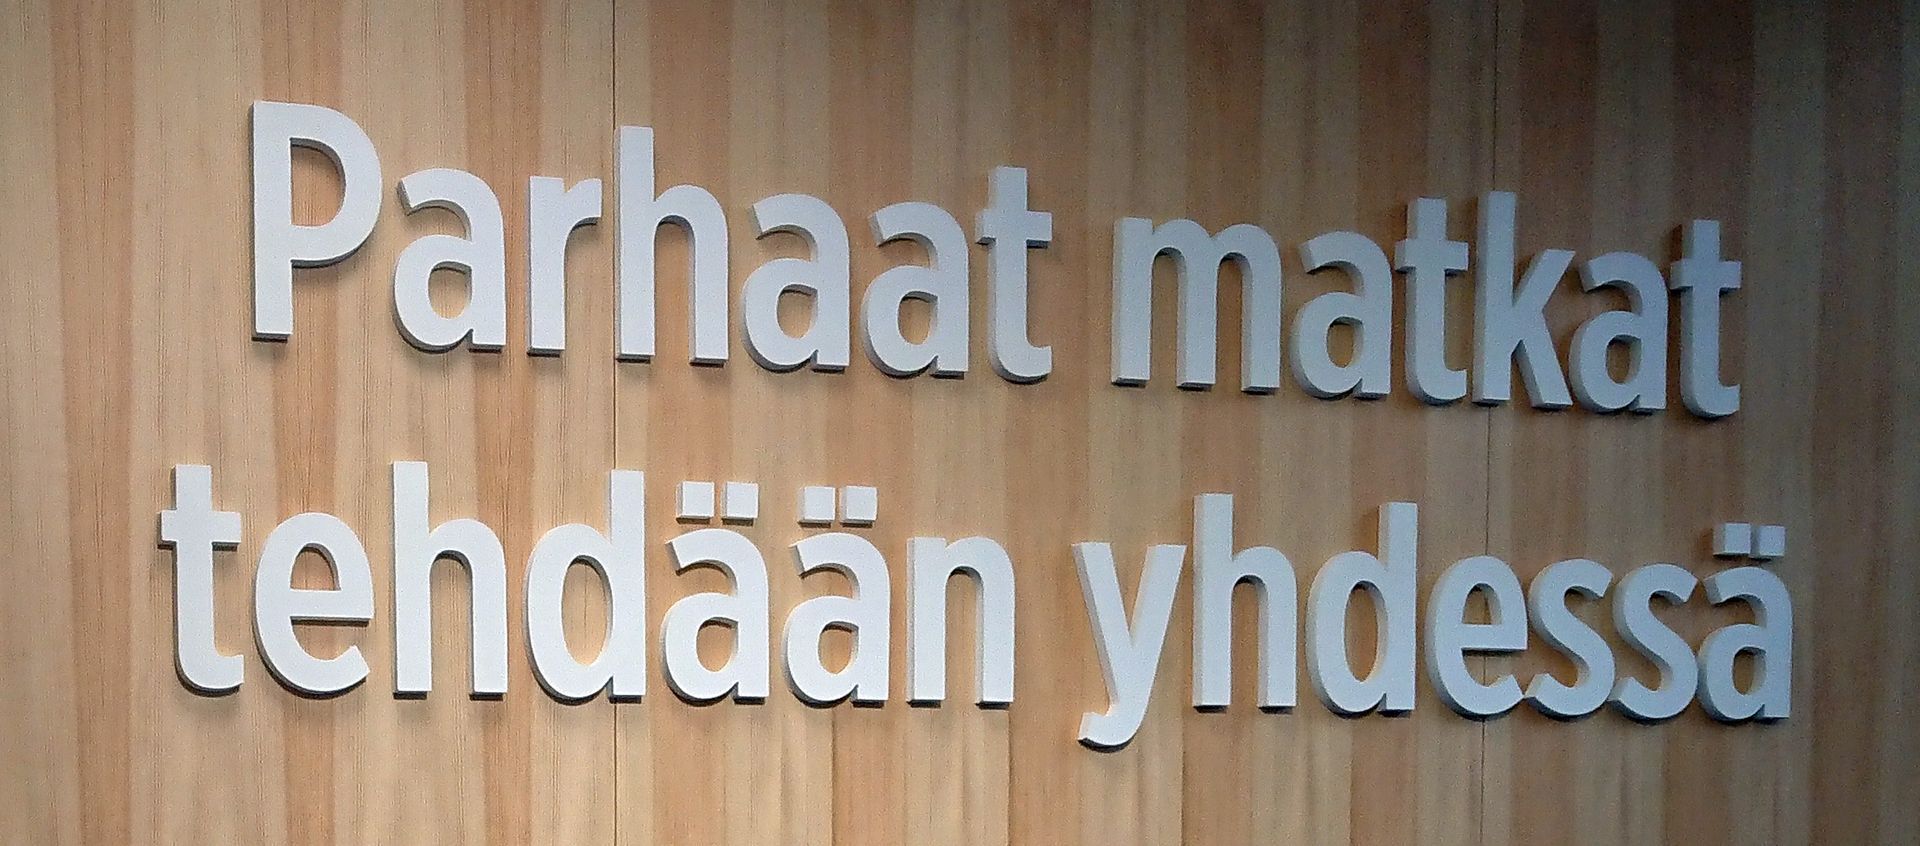 Parhaat matkat
tehdään yhdessä